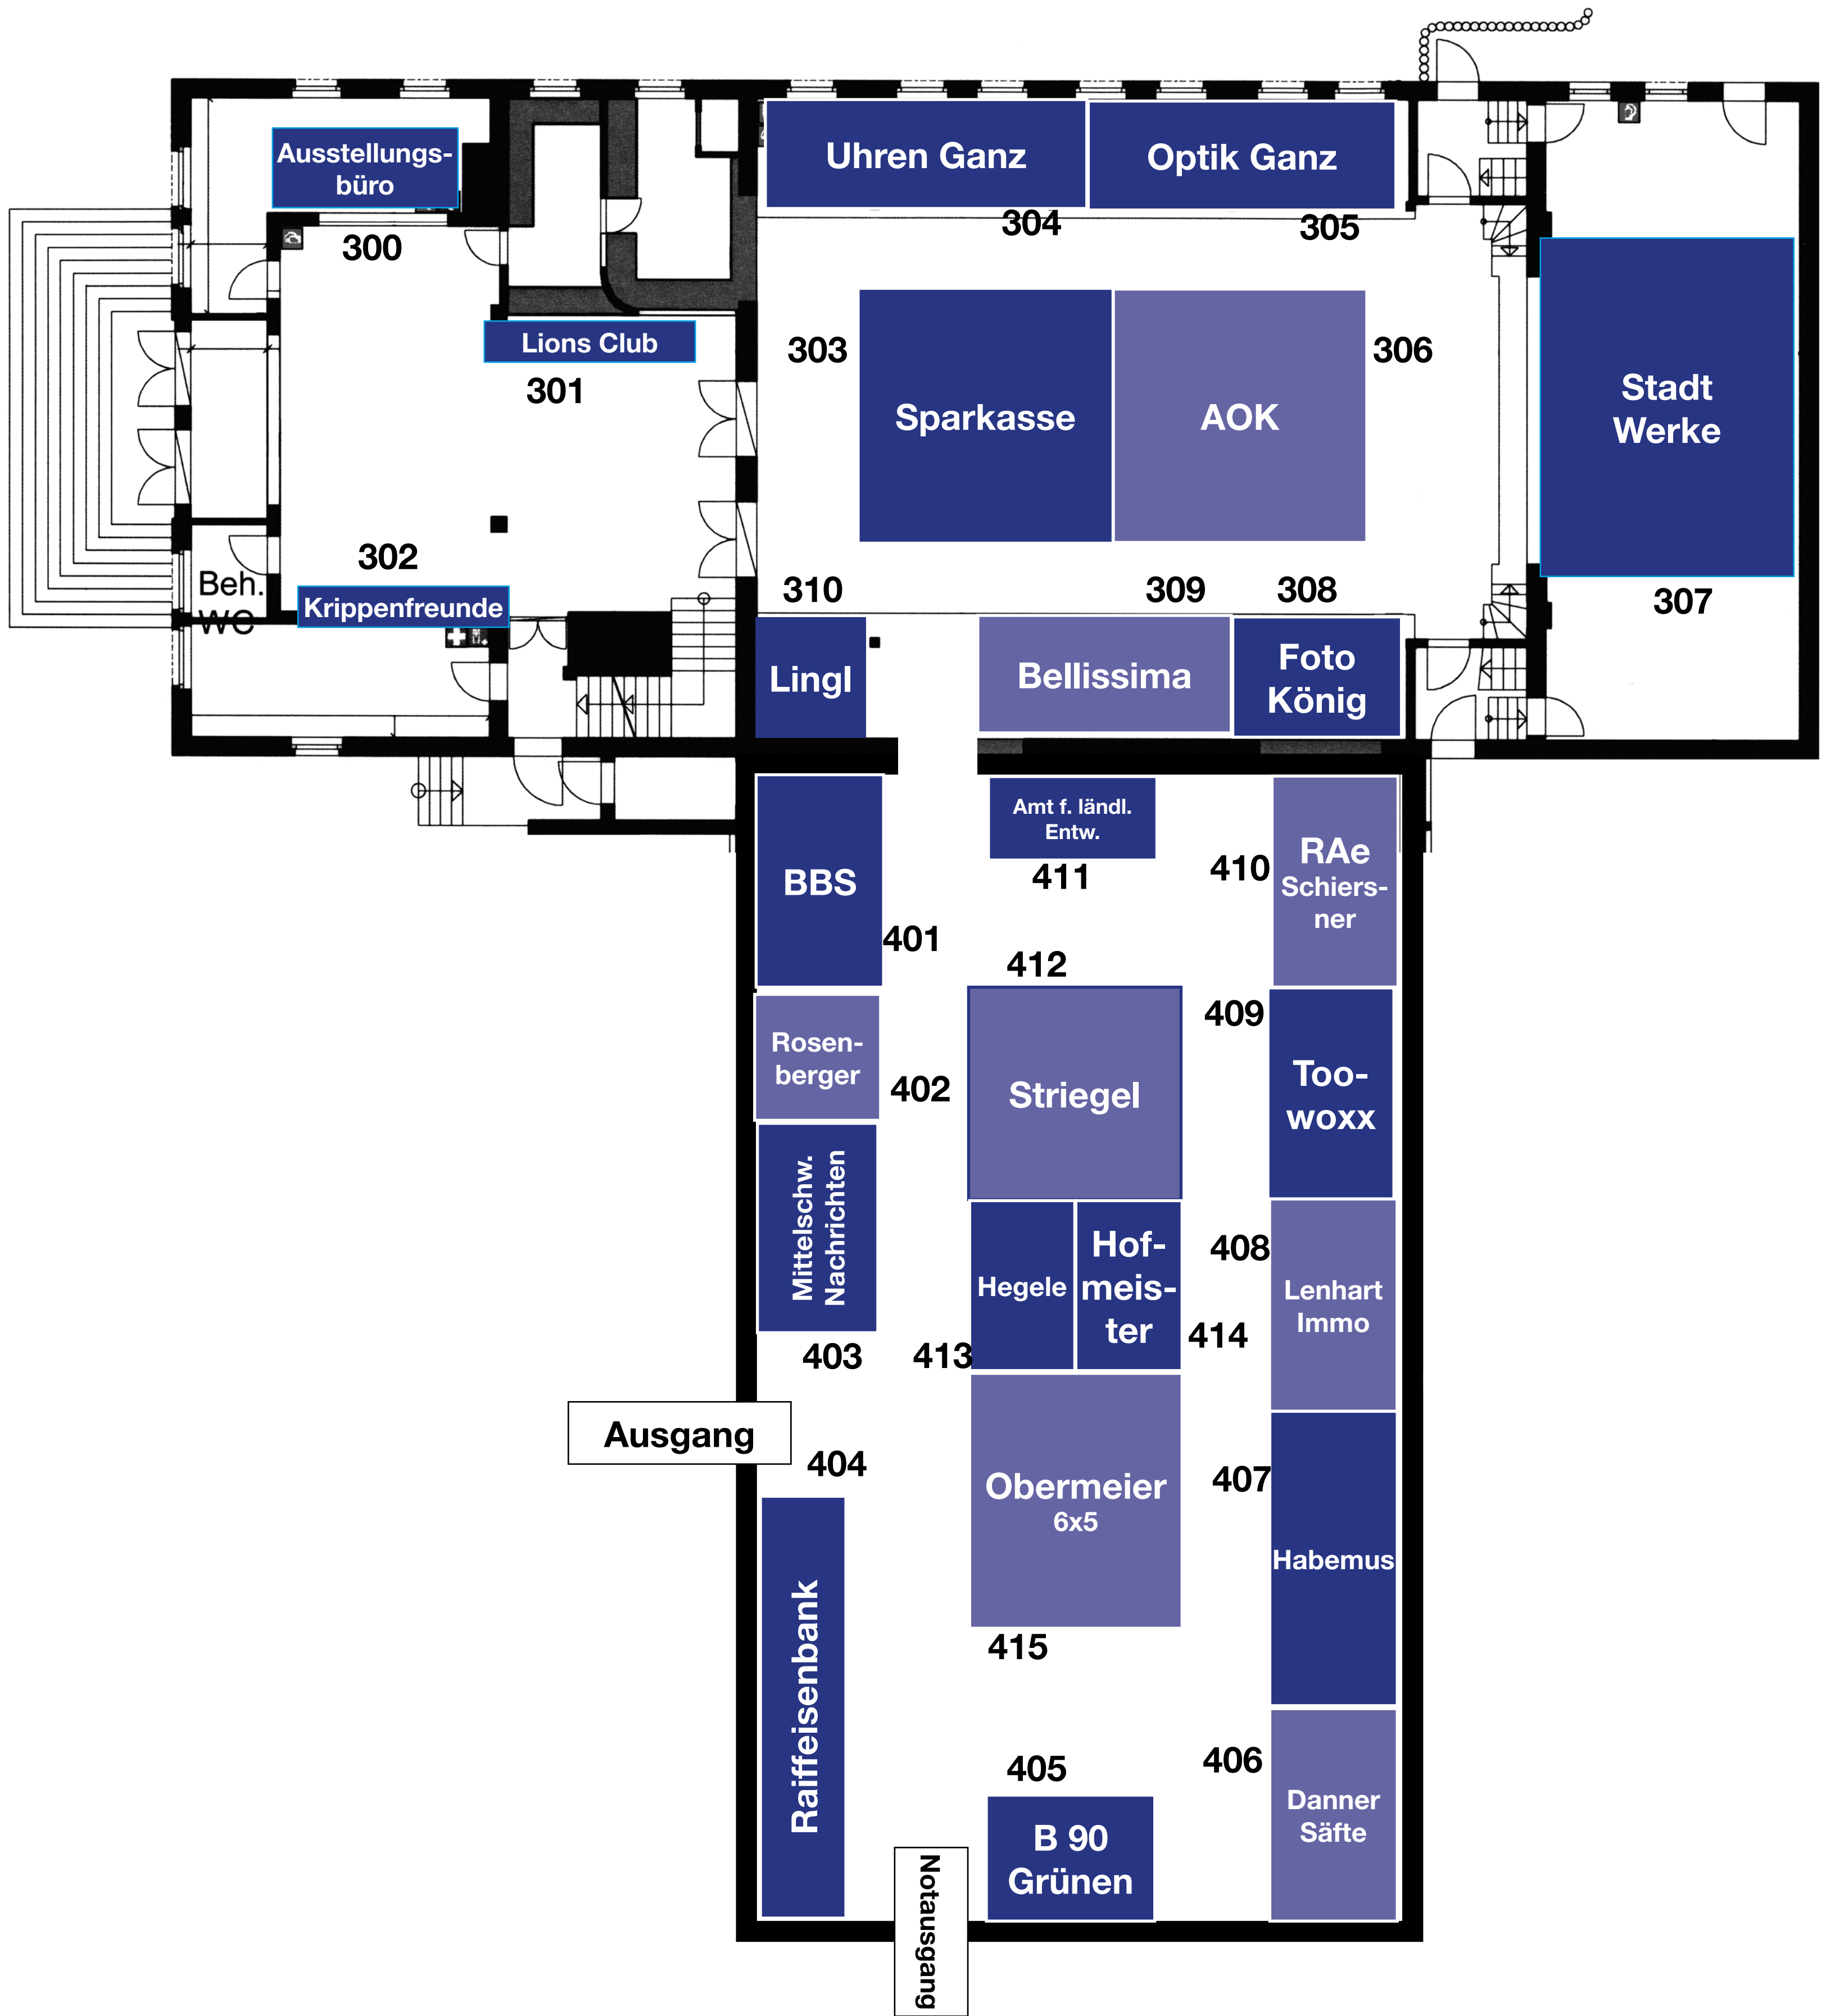 Ausstellungs-
büro
300
Lions Club
301
302
Krippenfreunde
Beh.
WC
Uhren Ganz
304
Optik Ganz
305
303
Sparkasse
AOK
306
Stadt
Werke
307
310
Lingl
309
Bellissima
308
Foto
König
BBS
401
Amt f. ländl.
Entw.
411
410
RAe
Schiers-
ner
412
Rosen-
berger
402
Striegel
409
Too-
woxx
Mittelschw.
Nachrichten
403
Hegele
413
Hof-
meis-
ter
414
408
Lenhart
Immo
Ausgang
404
Raiffeisenbank
Obermeier
6x5
415
407
Habemus
405
B 90
Grünen
406
Danner
Säfte
Notausgang